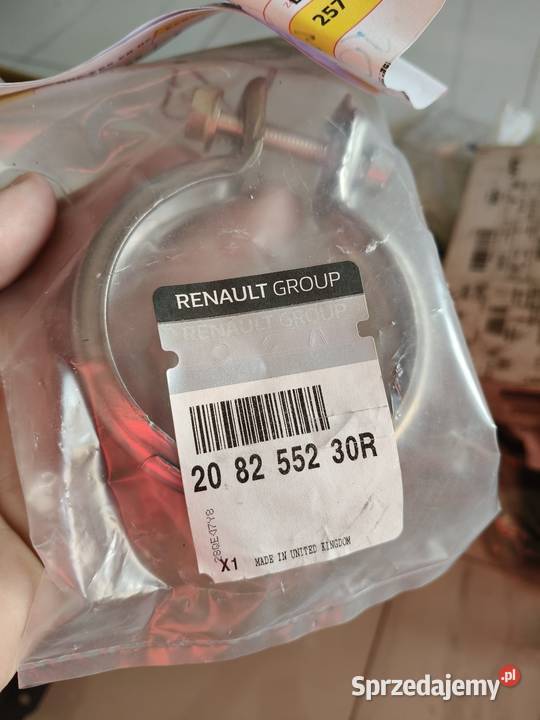 257
RENAULT GROUP
RENAULT GROUP
20 82 552 30R
X1 MADE IN UNITED KINGDOM
Sprzedajemy.pl